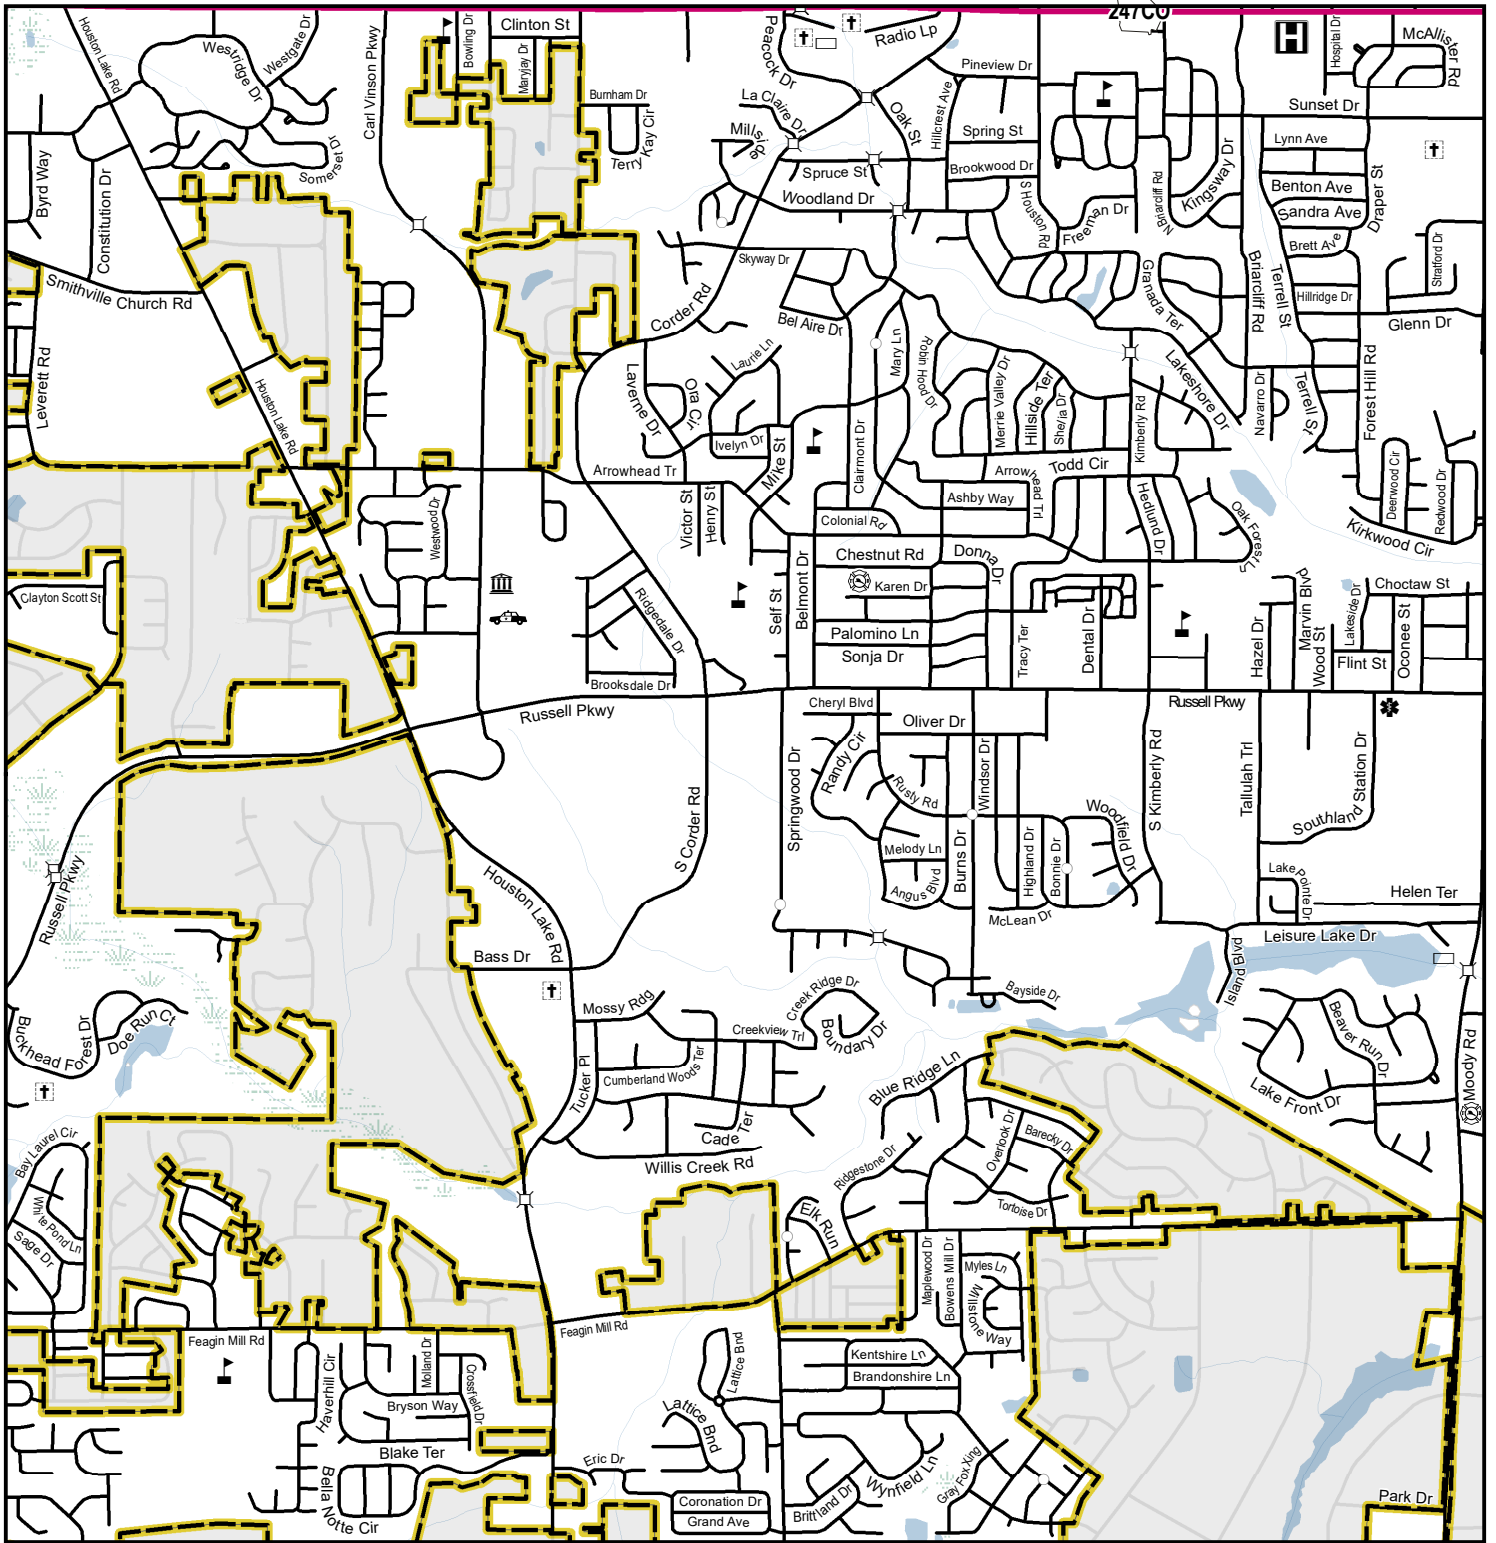 247CO
Houston Lake Rd
Westridge Dr
Westgate Dr
Carl Vinson Pkwy
Bowling Dr
Clinton St
Maryjay Dr
Burnham Dr
Terry Kay Cir
Peacock Dr
Radio Lp
Pineview Dr
Hospital Dr
H
McAllister Rd
La Claire Dr
Oak St
Hillcrest Ave
Sunset Dr
Millside
Spring St
Lynn Ave
Byrd Way
Constitution Dr
Somerset Dr
Spruce St
Brookwood Dr
Briarcliff Rd
N
Kingsway Dr
Benton Ave
Draper St
Woodland Dr
S Houston Rd
Freeman Dr
Sandra Ave
Brett Ave
Stratford Dr
Smithville Church Rd
Skyway Dr
Granada Ter
Briarcliff Rd
Terrell St
Hillridge Dr
Corder Rd
Bel Aire Dr
Glenn Dr
Leverett Rd
Laurie Ln
Mary Ln
Robin Hood Dr
Lakeshore Dr
Forest Hill Rd
Houston Lake Rd
Laverne Dr
Ora Cir
Merrie Valley Dr
Hillside Ter
Shelia Dr
Kimberly Rd
Navarro Dr
Terrell St
Ivelyn Dr
Mike St
Clairmont Dr
Arrowhead Tr
Arrowhead Trl
Todd Cir
Ashby Way
Deerwood Cir
Redwood Dr
Westwood Dr
Victor St
Henry St
Colonial Rd
Hedlund Dr
Oak Forest Ln
Kirkwood Cir
Chestnut Rd
Donna Dr
Karen Dr
Clayton Scott St
Ridgedale Dr
Self St
Belmont Dr
Palomino Ln
Sonja Dr
Tracy Ter
Dental Dr
Hazel Dr
Marvin Blvd
Wood St
Lakeside Dr
Choctaw St
Oconee St
Flint St
Brooksdale Dr
Russell Pkwy
Russell Pkwy
Cheryl Blvd
Oliver Dr
Springwood Dr
Randy Cir
Rusty Rd
Windsor Dr
S Kimberly Rd
Tallulah Trl
Southland Station Dr
Woodfield Dr
S Corder Rd
Melody Ln
Burns Dr
Highland Dr
Bonnie Dr
Angus Blvd
McLean Dr
Russell Pkwy
Houston Lake Rd
Lake Pointe Dr
Helen Ter
Leisure Lake Dr
Island Blvd
Bass Dr
Bayside Dr
Mossy Rdg
Creek Ridge Dr
Creekview Trl
Boundary Dr
Buckhead Forest Dr
Doe Run Ct
Beaver Run Dr
Moody Rd
Tucker Pl
Cumberland Woods Ter
Blue Ridge Ln
Lake Front Dr
Cade Ter
Overlook Dr
Barecky Dr
Willis Creek Rd
Ridgestone Dr
Bay Laurel Cir
White Pond Ln
Sage Dr
Elk Run
Tortoise Dr
Maplewood Dr
Bowens Mill Dr
Myles Ln
Millstone Way
Feagin Mill Rd
Feagin Mill Rd
Kentshire Ln
Brandonshire Ln
Lattice Bnd
Lattice Bnd
Haverhill Cir
Molland Dr
Crossfield Dr
Bryson Way
Blake Ter
Bella Notte Cir
Eric Dr
Coronation Dr
Grand Ave
Brittland Dr
Wynfield Ln
Gray Fox Xing
Park Dr